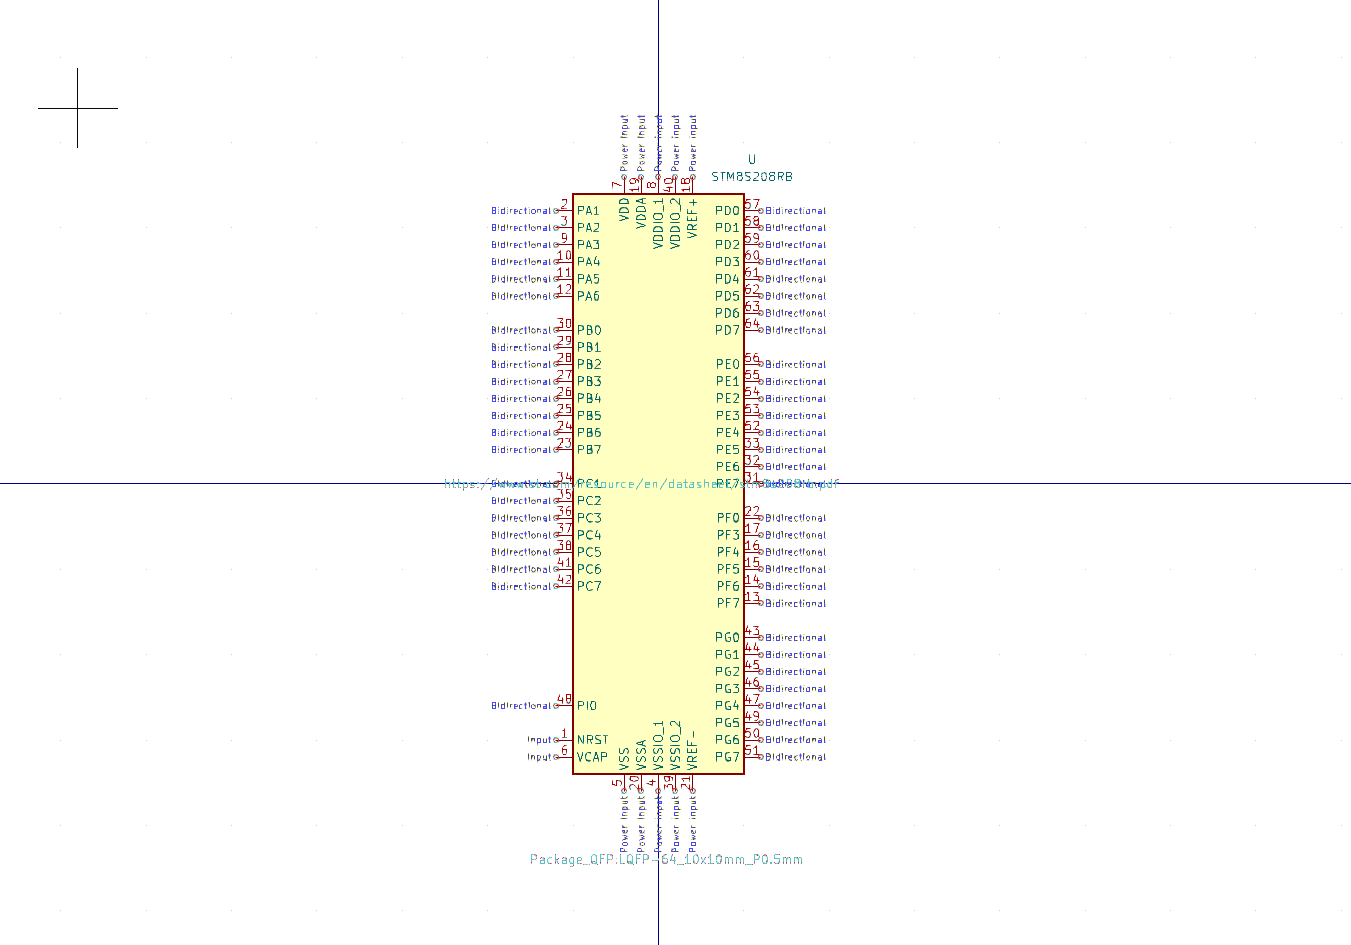 Power Input Power Input Power input Power input Power input
U
STM8S208RB
7 19 8 40 18
VDD VDDA VDDIO_1 VDDIO_2 VREF+
Bidirectional 2 PA1 PD0 57 Bidirectional
Bidirectional 3 PA2 PD1 58 Bidirectional
Bidirectional 9 PA3 PD2 59 Bidirectional
Bidirectional 10 PA4 PD3 60 Bidirectional
Bidirectional 11 PA5 PD4 61 Bidirectional
Bidirectional 12 PA6 PD5 62 Bidirectional
PD6 63 Bidirectional
Bidirectional 30 PB0 PD7 64 Bidirectional
Bidirectional 29 PB1
Bidirectional 28 PB2 PE0 56 Bidirectional
Bidirectional 27 PB3 PE1 55 Bidirectional
Bidirectional 26 PB4 PE2 54 Bidirectional
Bidirectional 25 PB5 PE3 53 Bidirectional
Bidirectional 24 PB6 PE4 52 Bidirectional
Bidirectional 23 PB7 PE5 33 Bidirectional
PE6 32 Bidirectional
34 PC1 PE7 31
Bidirectional 35 PC2
Bidirectional 36 PC3 PF0 22 Bidirectional
Bidirectional 37 PC4 PF3 17 Bidirectional
Bidirectional 38 PC5 PF4 16 Bidirectional
Bidirectional 41 PC6 PF5 15 Bidirectional
Bidirectional 42 PC7 PF6 14 Bidirectional
PF7 13 Bidirectional
PG0 43 Bidirectional
PG1 44 Bidirectional
PG2 45 Bidirectional
PG3 46 Bidirectional
Bidirectional 48 PI0 PG4 47 Bidirectional
PG5 49 Bidirectional
Input 1 NRST PG6 50 Bidirectional
Input 6 VCAP PG7 51 Bidirectional
VSS VSSA VSSIO_1 VSSIO_2 VREF-
5 20 4 39 21
Power Input Power Input Power input Power input Power input
Package_QFP:LQFP-64_10x10mm_P0.5mm